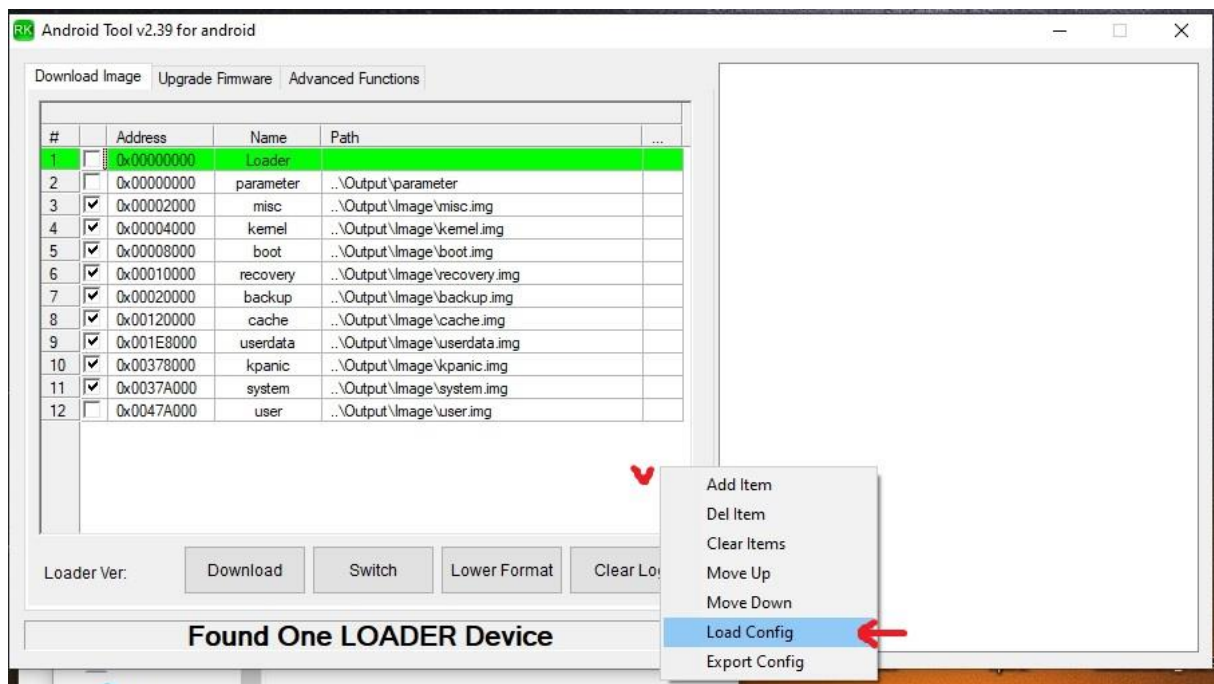 RK Android Tool v2.39 for android
Download Image Upgrade Firmware Advanced Functions
# Address Name Path ...
1 0x00000000 Loader
2 0x00000000 parameter ..\Output\parameter
3 0x00002000 misc ..\Output\Image\misc.img
4 0x00004000 kernel ..\Output\Image\kernel.img
5 0x00008000 boot ..\Output\Image\boot.img
6 0x00010000 recovery ..\Output\Image\recovery.img
7 0x00020000 backup ..\Output\Image\backup.img
8 0x00120000 cache ..\Output\Image\cache.img
9 0x001E8000 userdata ..\Output\Image\userdata.img
10 0x00378000 kpanic ..\Output\Image\kpanic.img
11 0x0037A000 system ..\Output\Image\system.img
12 0x0047A000 user ..\Output\Image\user.img
Add Item
Del Item
Clear Items
Move Up
Move Down
Load Config
Export Config
Loader Ver: Download Switch Lower Format Clear Lo
Found One LOADER Device